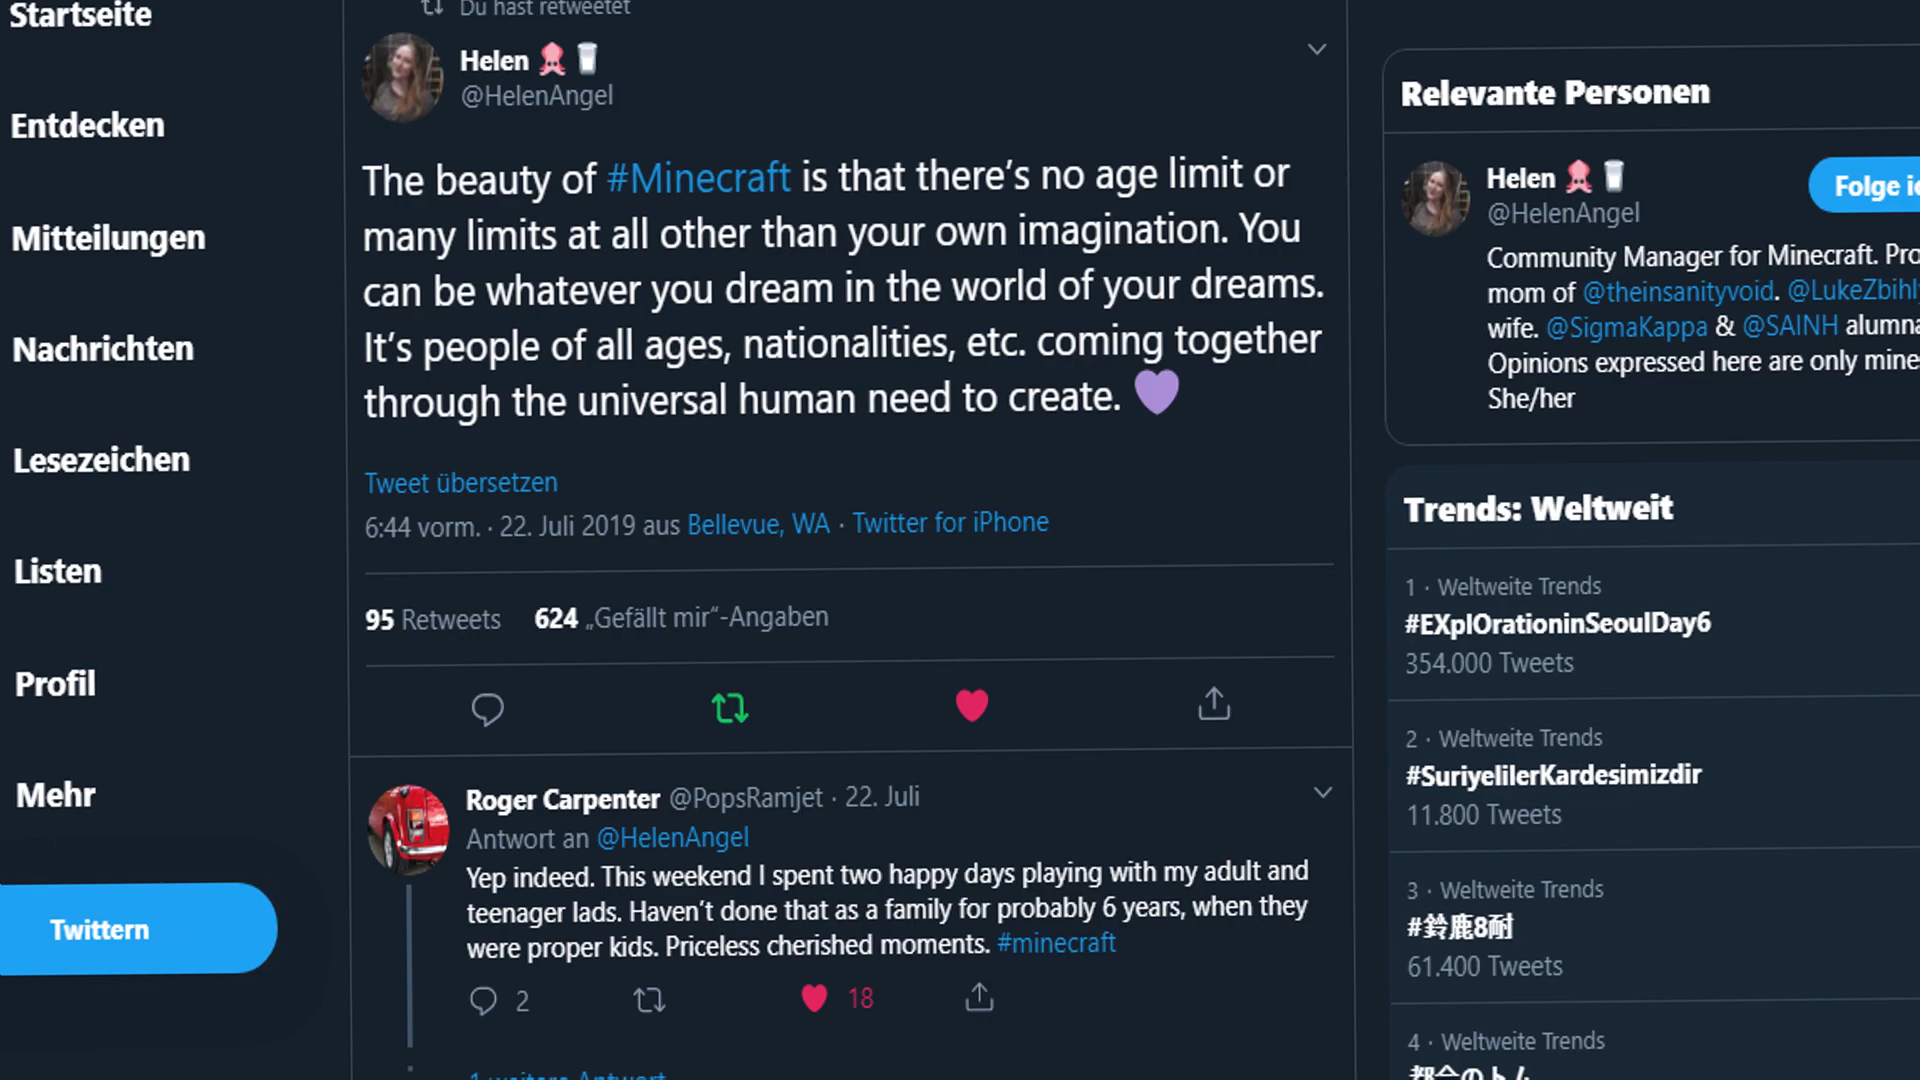 Startseite
Entdecken
Mitteilungen
Nachrichten
Lesezeichen
Listen
Profil
Mehr
Twittern
Du hast retweetet
Helen
@HelenAngel
The beauty of #Minecraft is that there’s no age limit or
many limits at all other than your own imagination. You
can be whatever you dream in the world of your dreams.
It’s people of all ages, nationalities, etc. coming together
through the universal human need to create.
Tweet übersetzen
6:44 vorm. · 22. Juli 2019 aus Bellevue, WA · Twitter for iPhone
95 Retweets 624 „Gefällt mir“-Angaben
Roger Carpenter @PopsRamjet · 22. Juli
Antwort an @HelenAngel
Yep indeed. This weekend I spent two happy days playing with my adult and
teenager lads. Haven’t done that as a family for probably 6 years, when they
were proper kids. Priceless cherished moments. #minecraft
2 18
1 weitere Antwort
Relevante Personen
Helen
@HelenAngel
Folge
Community Manager for Minecraft.
mom of @theinsanityvoid.
wife. @SigmaKappa & @SAINH
Opinions expressed here are only
She/her
Trends: Weltweit
1 · Weltweite Trends
#EXplOrationinSeoulDay6
354.000 Tweets
2 · Weltweite Trends
#SuriyelilerKardesimizdir
11.800 Tweets
3 · Weltweite Trends
#鈴鹿8耐
61.400 Tweets
4 · Weltweite Trends